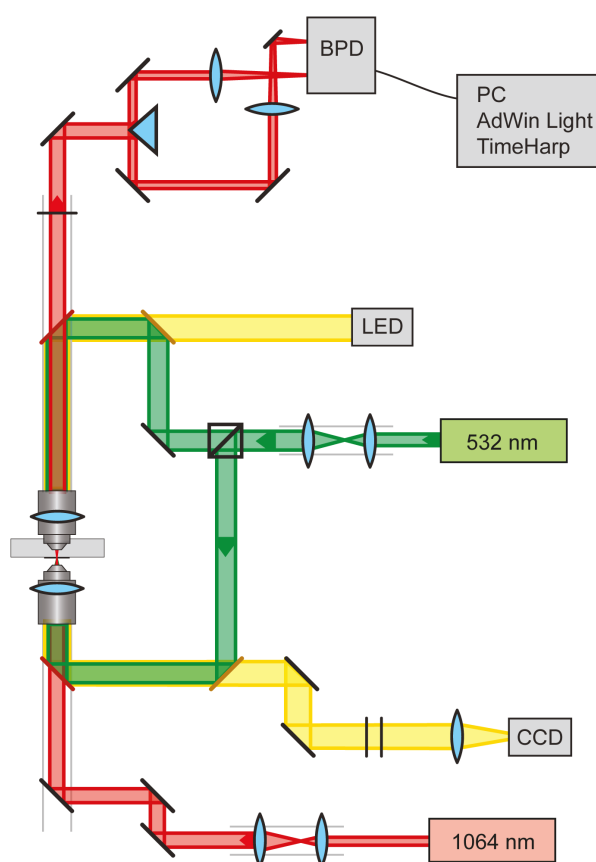 BPD
PC
AdWin Light
TimeHarp
LED
532 nm
CCD
1064 nm